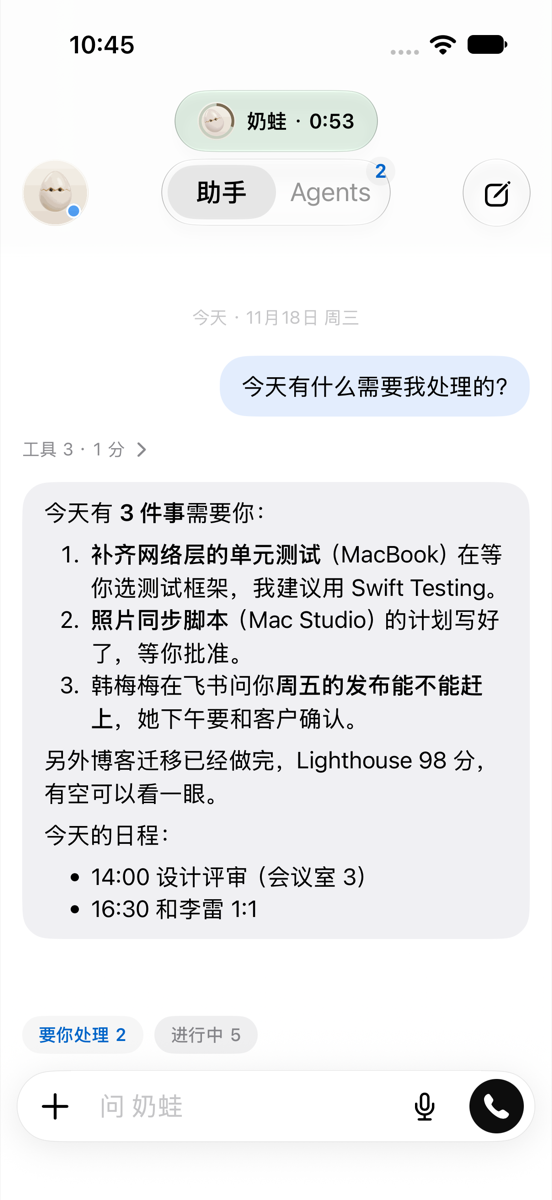 10:45
奶蛙 · 0:53
助手
Agents
2
今天 · 11月18日 周三
今天有什么需要我处理的?
工具 3 · 1 分
今天有 3 件事需要你：
1. 补齐网络层的单元测试（MacBook）在等
你选测试框架，我建议用 Swift Testing。
2. 照片同步脚本（Mac Studio）的计划写好
了，等你批准。
3. 韩梅梅在飞书问你周五的发布能不能赶
上，她下午要和客户确认。
另外博客迁移已经做完，Lighthouse 98 分，
有空可以看一眼。
今天的日程：
• 14:00 设计评审（会议室 3）
• 16:30 和李雷 1:1
要你处理 2
进行中 5
问 奶蛙